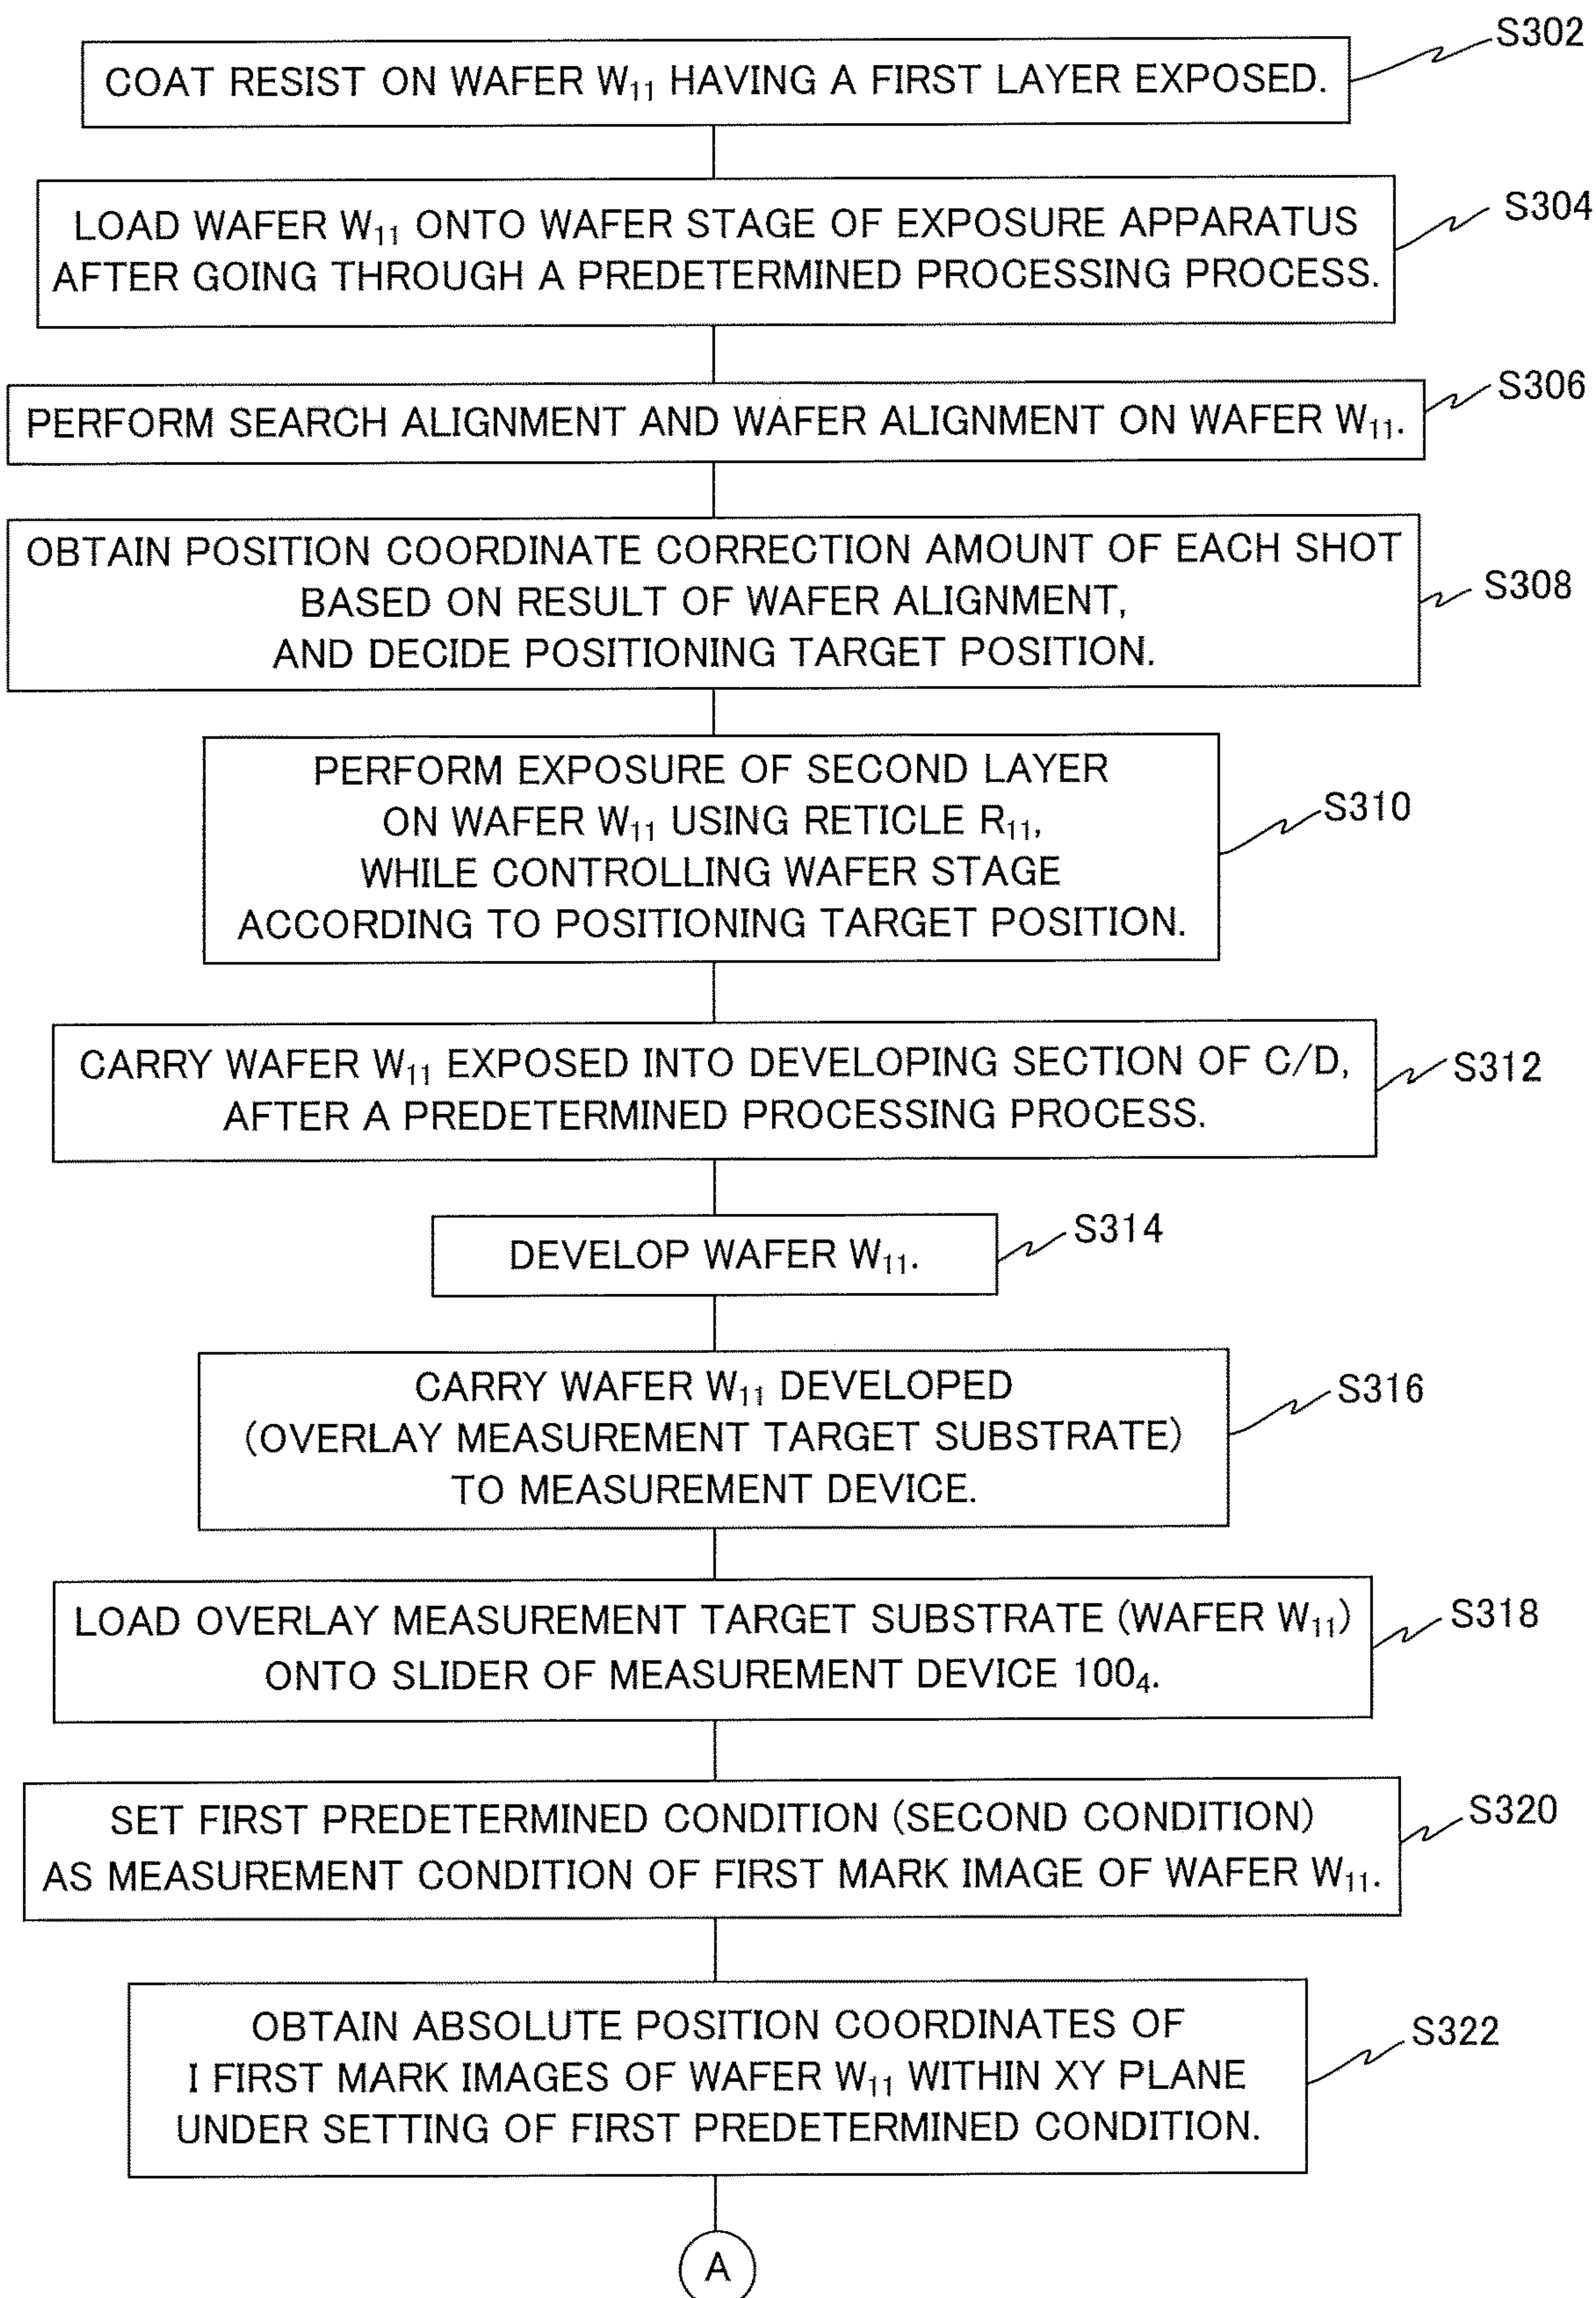 S302
COAT RESIST ON WAFER W₁₁ HAVING A FIRST LAYER EXPOSED.
S304
LOAD WAFER W₁₁ ONTO WAFER STAGE OF EXPOSURE APPARATUS
AFTER GOING THROUGH A PREDETERMINED PROCESSING PROCESS.
S306
PERFORM SEARCH ALIGNMENT AND WAFER ALIGNMENT ON WAFER W₁₁.
OBTAIN POSITION COORDINATE CORRECTION AMOUNT OF EACH SHOT
S308
BASED ON RESULT OF WAFER ALIGNMENT,
AND DECIDE POSITIONING TARGET POSITION.
PERFORM EXPOSURE OF SECOND LAYER
S310
ON WAFER W₁₁ USING RETICLE R₁₁,
WHILE CONTROLLING WAFER STAGE
ACCORDING TO POSITIONING TARGET POSITION.
CARRY WAFER W₁₁ EXPOSED INTO DEVELOPING SECTION OF C/D,
S312
AFTER A PREDETERMINED PROCESSING PROCESS.
S314
DEVELOP WAFER W₁₁.
CARRY WAFER W₁₁ DEVELOPED
S316
(OVERLAY MEASUREMENT TARGET SUBSTRATE)
TO MEASUREMENT DEVICE.
S318
LOAD OVERLAY MEASUREMENT TARGET SUBSTRATE (WAFER W₁₁)
ONTO SLIDER OF MEASUREMENT DEVICE 100₄.
S320
SET FIRST PREDETERMINED CONDITION (SECOND CONDITION)
AS MEASUREMENT CONDITION OF FIRST MARK IMAGE OF WAFER W₁₁.
OBTAIN ABSOLUTE POSITION COORDINATES OF
S322
I FIRST MARK IMAGES OF WAFER W₁₁ WITHIN XY PLANE
UNDER SETTING OF FIRST PREDETERMINED CONDITION.
A